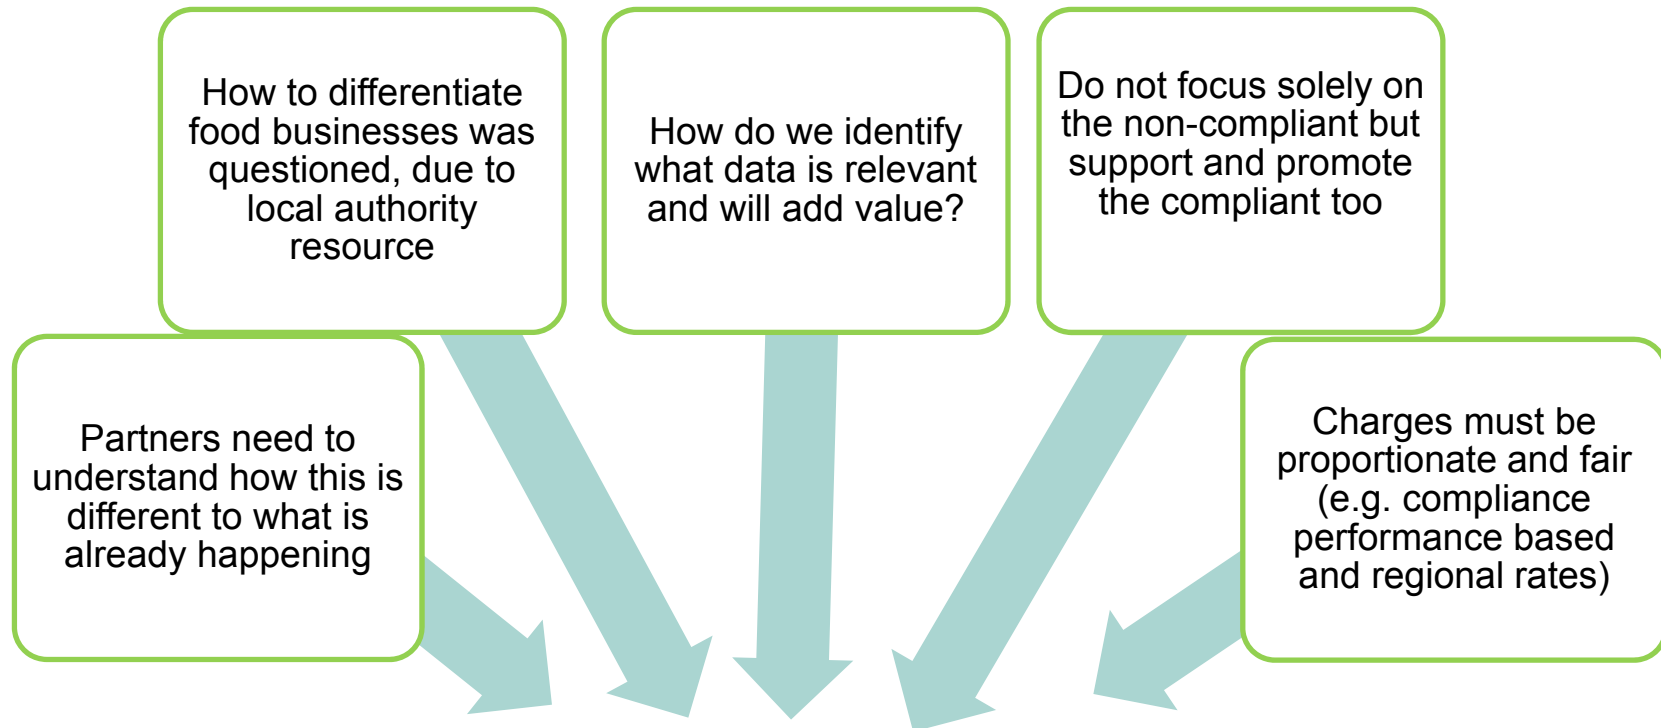 How to differentiate
food businesses was
questioned, due to
local authority
resource
How do we identify
what data is relevant
and will add value?
Do not focus solely on
the non-compliant but
support and promote
the compliant too
Partners need to
understand how this is
different to what is
already happening
Charges must be
proportionate and fair
(e.g. compliance
performance based
and regional rates)